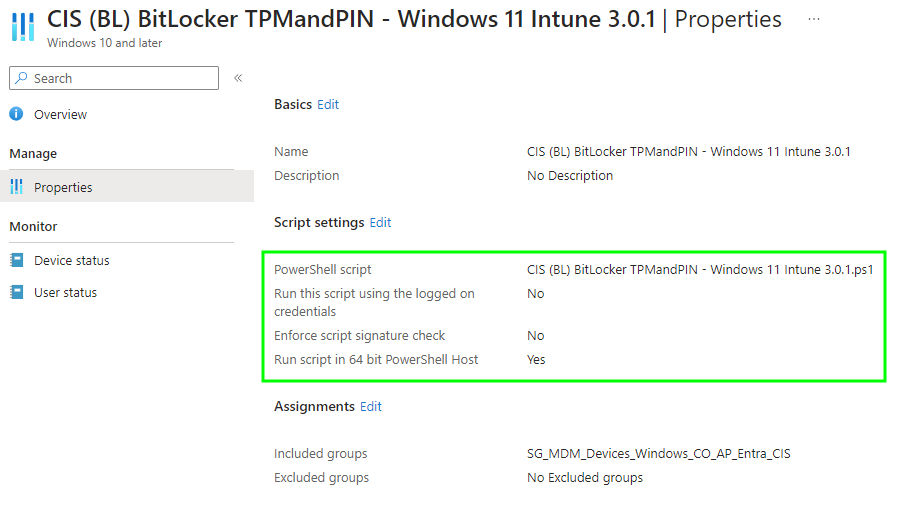 CIS (BL) BitLocker TPMandPIN - Windows 11 Intune 3.0.1 | Properties ...
Windows 10 and later
Search «
Overview
Manage
Properties
Monitor
Device status
User status
Basics Edit
Name CIS (BL) BitLocker TPMandPIN - Windows 11 Intune 3.0.1
Description No Description
Script settings Edit
PowerShell script CIS (BL) BitLocker TPMandPIN - Windows 11 Intune 3.0.1.ps1
Run this script using the logged on No
credentials
Enforce script signature check No
Run script in 64 bit PowerShell Host Yes
Assignments Edit
Included groups SG_MDM_Devices_Windows_CO_AP_Entra_CIS
Excluded groups No Excluded groups